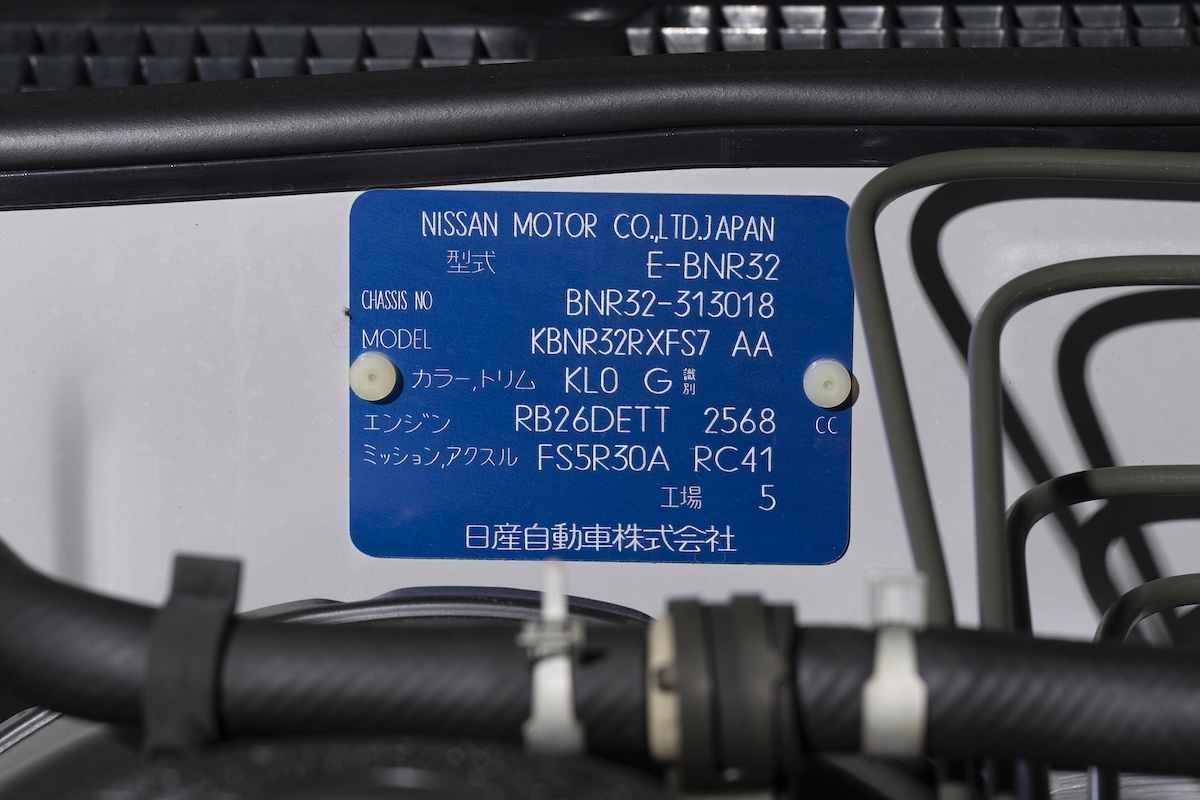 NISSAN MOTOR CO.,LTD.JAPAN
型式 E-BNR32
CHASSIS NO BNR32-313018
MODEL KBNR32RXFS7 AA
カラー,トリム KL0 G 識別
エンジン RB26DETT 2568 CC
ミッション,アクスル FS5R30A RC41
工場 5
日産自動車株式会社